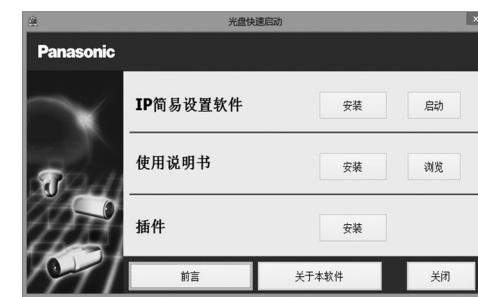 光盘快速启动
x
Panasonic
IP简易设置软件 安装 启动
使用说明书 安装 浏览
插件 安装
前言 关于本软件 关闭